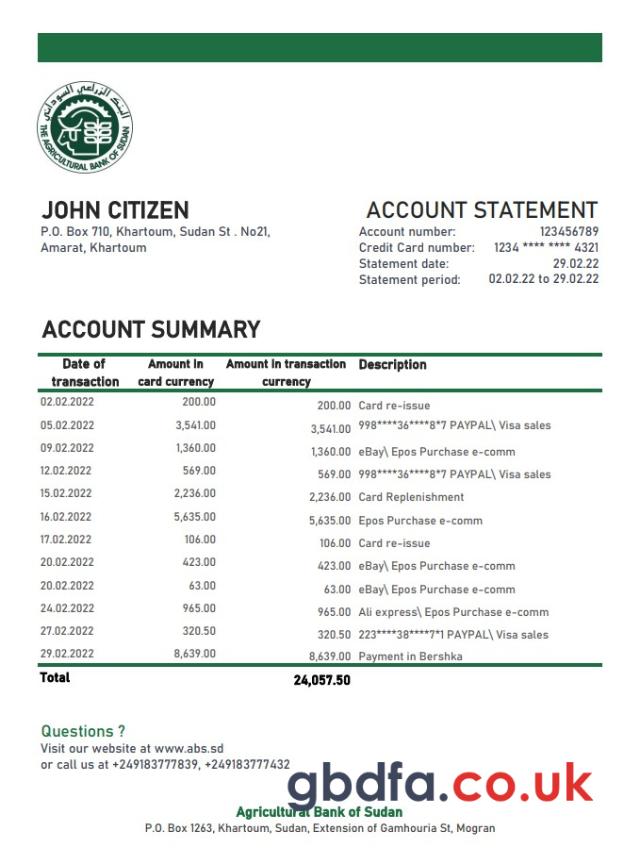 البنك الزراعي السوداني
THE AGRICULTURAL BANK OF SUDAN
JOHN CITIZEN
P.O. Box 710, Khartoum, Sudan St . No21,
Amarat, Khartoum
ACCOUNT STATEMENT
Account number: 123456789
Credit Card number: 1234 **** **** 4321
Statement date: 29.02.22
Statement period: 02.02.22 to 29.02.22
ACCOUNT SUMMARY
Date of transaction Amount in card currency Amount in transaction currency Description
02.02.2022 200.00 200.00 Card re-issue
05.02.2022 3,541.00 3,541.00 998****36****8*7 PAYPAL\ Visa sales
09.02.2022 1,360.00 1,360.00 eBay\ Epos Purchase e-comm
12.02.2022 569.00 569.00 998****36****8*7 PAYPAL\ Visa sales
15.02.2022 2,236.00 2,236.00 Card Replenishment
16.02.2022 5,635.00 5,635.00 Epos Purchase e-comm
17.02.2022 106.00 106.00 Card re-issue
20.02.2022 423.00 423.00 eBay\ Epos Purchase e-comm
20.02.2022 63.00 63.00 eBay\ Epos Purchase e-comm
24.02.2022 965.00 965.00 Ali express\ Epos Purchase e-comm
27.02.2022 320.50 320.50 223****38****7*1 PAYPAL\ Visa sales
29.02.2022 8,639.00 8,639.00 Payment in Bershka
Total 24,057.50
Questions ?
Visit our website at www.abs.sd
or call us at +249183777839, +249183777432
gbdfa.co.uk
Agricultural Bank of Sudan
P.O. Box 1263, Khartoum, Sudan, Extension of Gamhouria St, Mogran